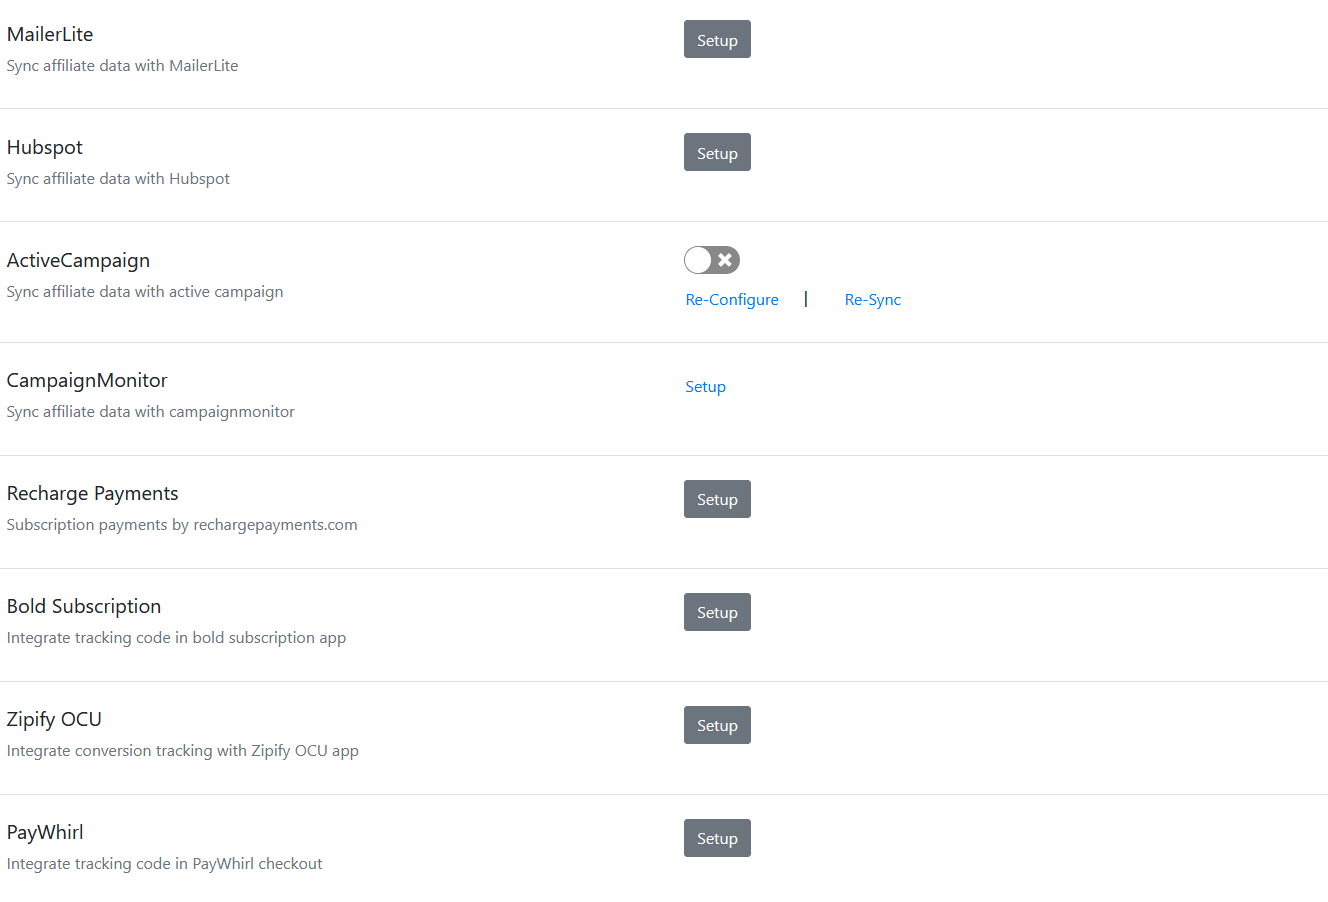 MailerLite
Setup
Sync affiliate data with MailerLite
Hubspot
Setup
Sync affiliate data with Hubspot
ActiveCampaign
Sync affiliate data with active campaign
Re-Configure | Re-Sync
CampaignMonitor
Setup
Sync affiliate data with campaignmonitor
Recharge Payments
Setup
Subscription payments by rechargepayments.com
Bold Subscription
Setup
Integrate tracking code in bold subscription app
Zipify OCU
Setup
Integrate conversion tracking with Zipify OCU app
PayWhirl
Setup
Integrate tracking code in PayWhirl checkout